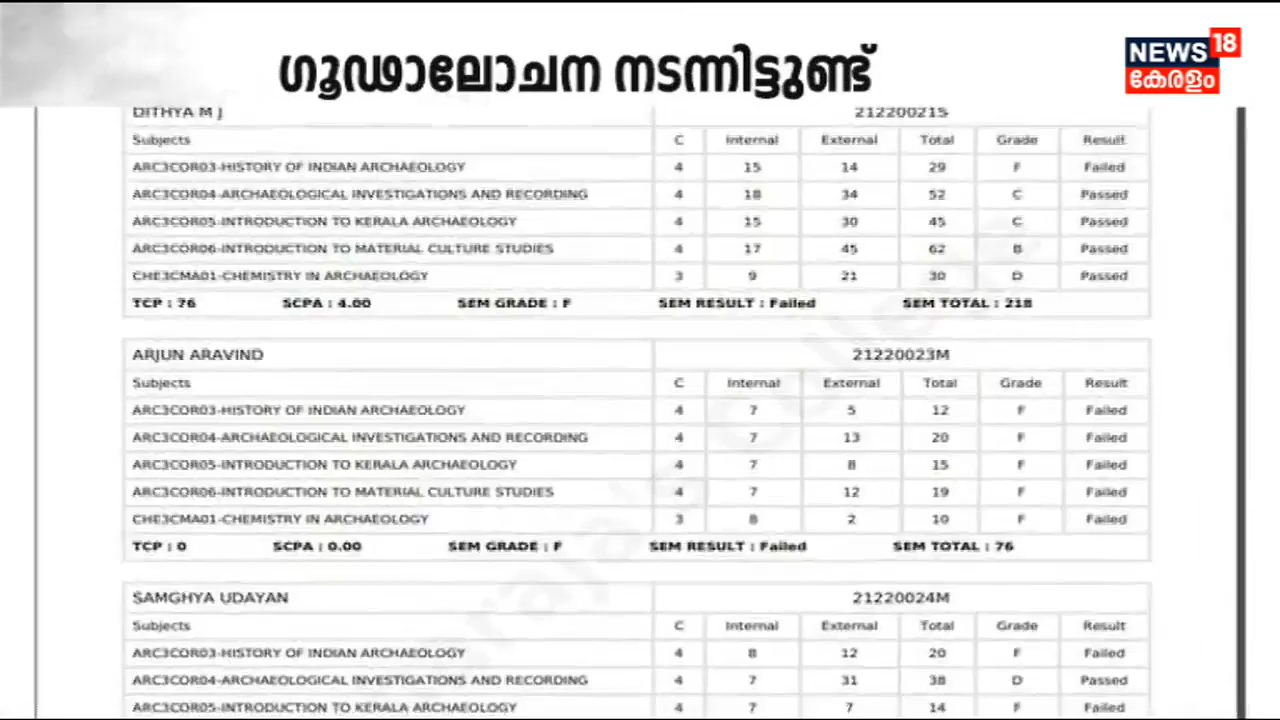 ഗൂഢാലോചന നടന്നിട്ടുണ്ട്
NEWS 18
കേരളം
DITHYA M J 21220021S
Subjects C Internal External Total Grade Result
ARC3COR03-HISTORY OF INDIAN ARCHAEOLOGY 4 15 14 29 F Failed
ARC3COR04-ARCHAEOLOGICAL INVESTIGATIONS AND RECORDING 4 18 34 52 C Passed
ARC3COR05-INTRODUCTION TO KERALA ARCHAEOLOGY 4 15 30 45 C Passed
ARC3COR06-INTRODUCTION TO MATERIAL CULTURE STUDIES 4 17 45 62 B Passed
CHE3CMA01-CHEMISTRY IN ARCHAEOLOGY 3 9 21 30 D Passed
TCP : 76 SCPA : 4.00 SEM GRADE : F SEM RESULT : Failed SEM TOTAL : 218
ARJUN ARAVIND 21220023M
Subjects C Internal External Total Grade Result
ARC3COR03-HISTORY OF INDIAN ARCHAEOLOGY 4 7 5 12 F Failed
ARC3COR04-ARCHAEOLOGICAL INVESTIGATIONS AND RECORDING 4 7 13 20 F Failed
ARC3COR05-INTRODUCTION TO KERALA ARCHAEOLOGY 4 7 8 15 F Failed
ARC3COR06-INTRODUCTION TO MATERIAL CULTURE STUDIES 4 7 12 19 F Failed
CHE3CMA01-CHEMISTRY IN ARCHAEOLOGY 3 8 2 10 F Failed
TCP : 0 SCPA : 0.00 SEM GRADE : F SEM RESULT : Failed SEM TOTAL : 76
SAMGHYA UDAYAN 21220024M
Subjects C Internal External Total Grade Result
ARC3COR03-HISTORY OF INDIAN ARCHAEOLOGY 4 8 12 20 F Failed
ARC3COR04-ARCHAEOLOGICAL INVESTIGATIONS AND RECORDING 4 7 31 38 D Passed
ARC3COR05-INTRODUCTION TO KERALA ARCHAEOLOGY 4 7 7 14 F Failed